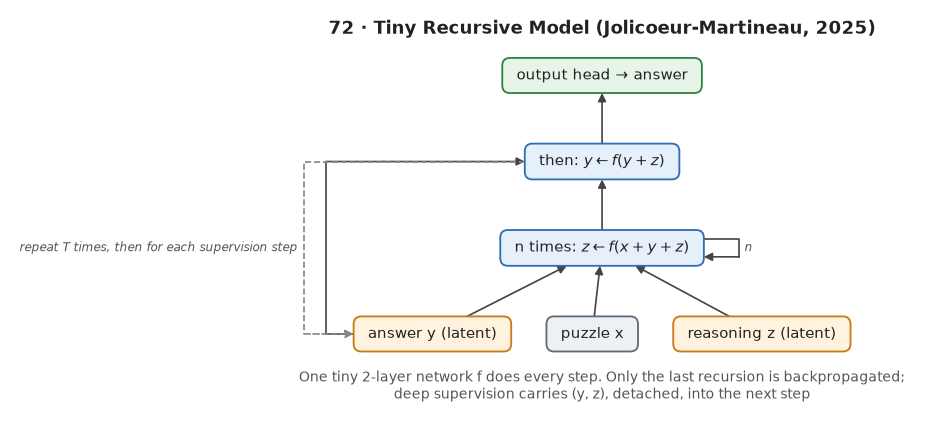 72 · Tiny Recursive Model (Jolicoeur-Martineau, 2025)
output head → answer
then: y ← f(y + z)
repeat T times, then for each supervision step
n times: z ← f(x + y + z)
n
answer y (latent)
puzzle x
reasoning z (latent)
One tiny 2-layer network f does every step. Only the last recursion is backpropagated;
deep supervision carries (y, z), detached, into the next step